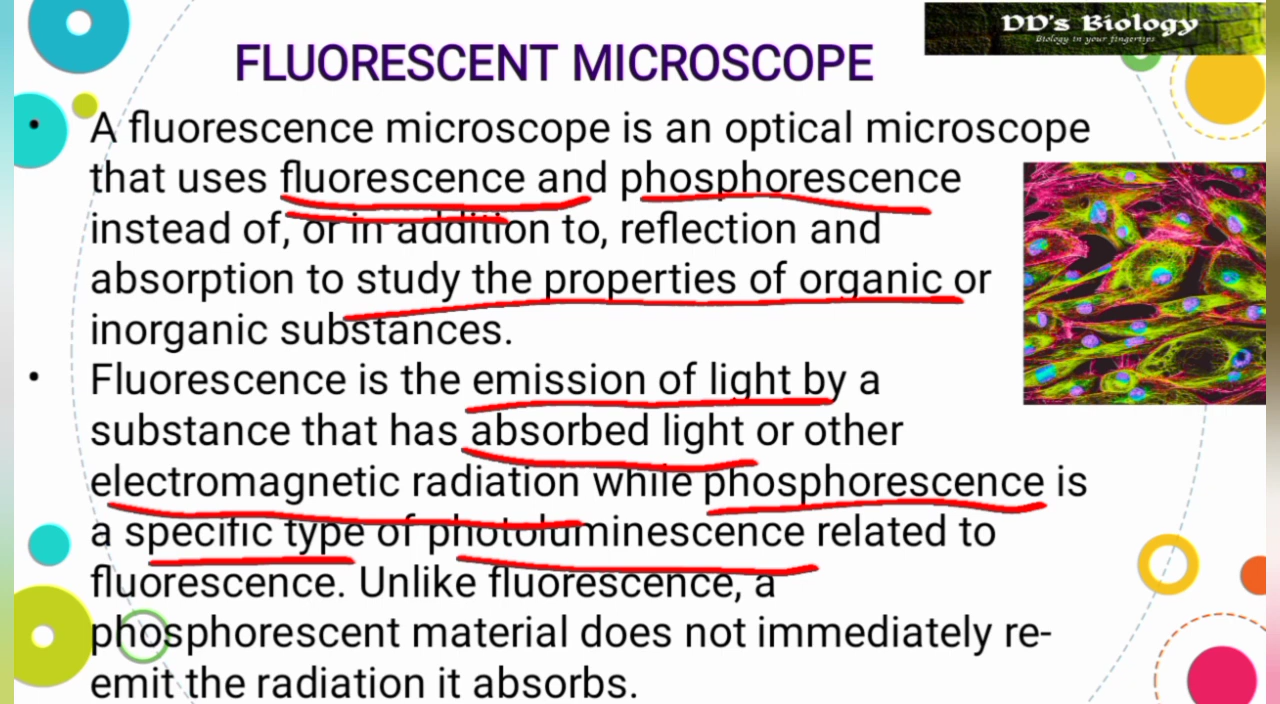 DD's Biology
Biology in your fingertips
FLUORESCENT MICROSCOPE
• A fluorescence microscope is an optical microscope
that uses fluorescence and phosphorescence
instead of, or in addition to, reflection and
absorption to study the properties of organic or
inorganic substances.
• Fluorescence is the emission of light by a
substance that has absorbed light or other
electromagnetic radiation while phosphorescence is
a specific type of photoluminescence related to
fluorescence. Unlike fluorescence, a
phosphorescent material does not immediately re-
emit the radiation it absorbs.